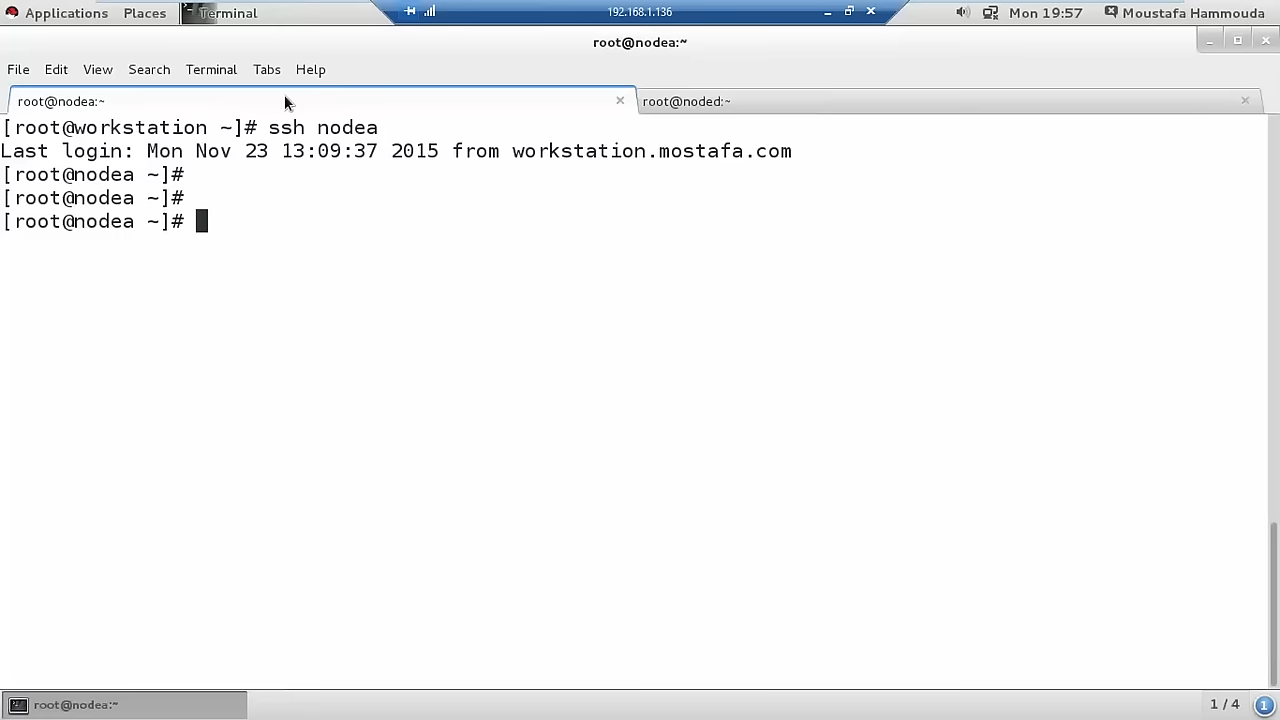 Applications Places Terminal 192.168.1.136 Mon 19:57 Moustafa Hammouda
root@nodea:~
File Edit View Search Terminal Tabs Help
root@nodea:~ root@noded:~
[root@workstation ~]# ssh nodea
Last login: Mon Nov 23 13:09:37 2015 from workstation.mostafa.com
[root@nodea ~]#
[root@nodea ~]#
[root@nodea ~]#
root@nodea:~ 1 / 4 1